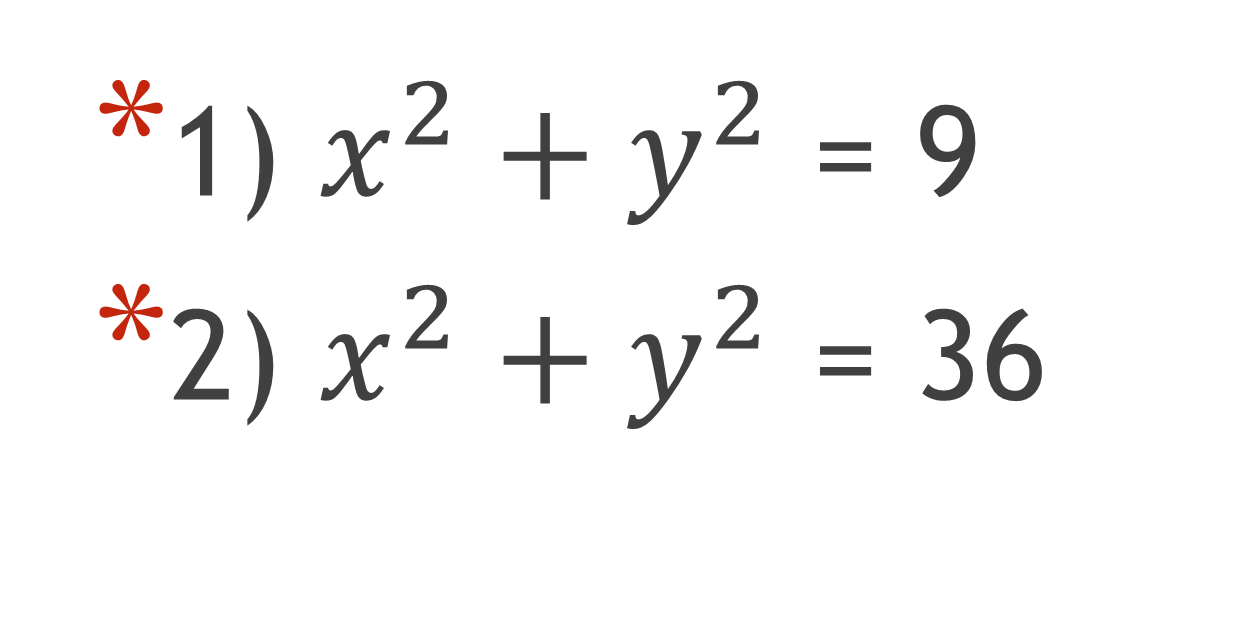 *1) 𝑥² + 𝑦² = 9
*2) 𝑥² + 𝑦² = 36